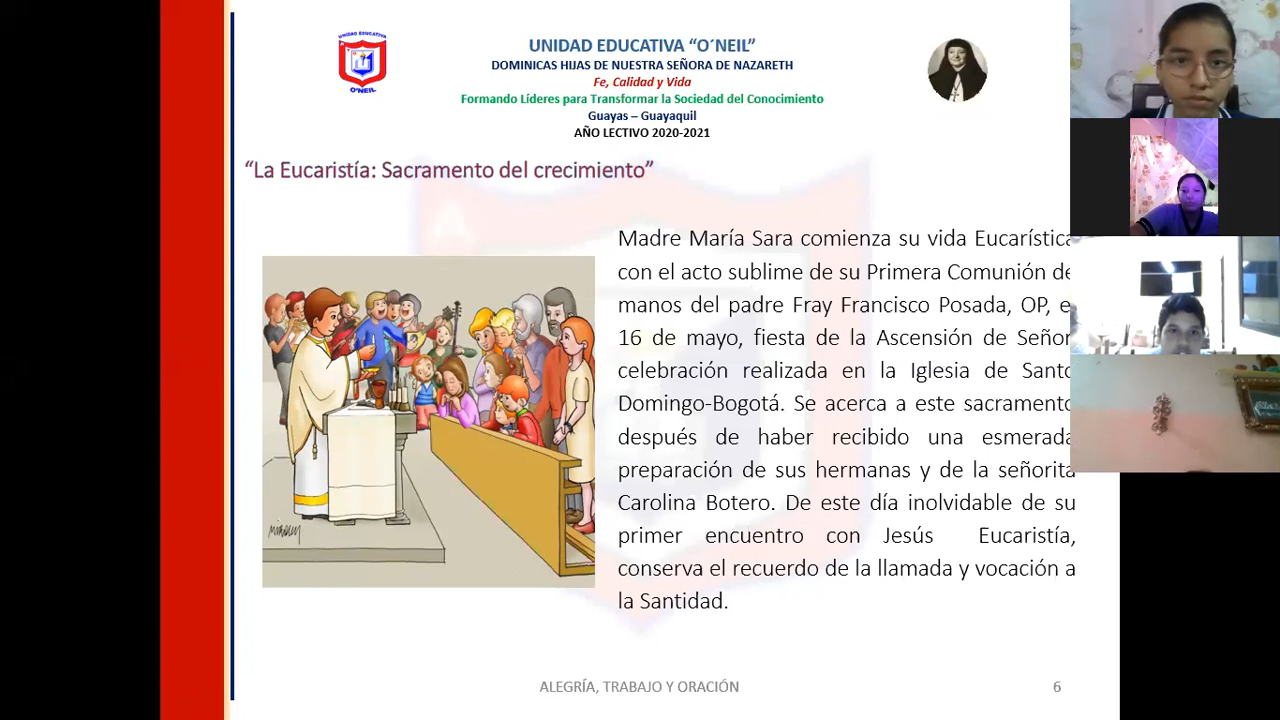 UNIDAD EDUCATIVA
O'NEIL
UNIDAD EDUCATIVA “O´NEIL”
DOMINICAS HIJAS DE NUESTRA SEÑORA DE NAZARETH
Fe, Calidad y Vida
Formando Líderes para Transformar la Sociedad del Conocimiento
Guayas – Guayaquil
AÑO LECTIVO 2020-2021
“La Eucaristía: Sacramento del crecimiento”
Madre María Sara comienza su vida Eucarística
con el acto sublime de su Primera Comunión de
manos del padre Fray Francisco Posada, OP, e
16 de mayo, fiesta de la Ascensión de Señor
celebración realizada en la Iglesia de Santo
Domingo-Bogotá. Se acerca a este sacramento
después de haber recibido una esmerada
preparación de sus hermanas y de la señorita
Carolina Botero. De este día inolvidable de su
primer encuentro con Jesús Eucaristía,
conserva el recuerdo de la llamada y vocación a
la Santidad.
ALEGRÍA, TRABAJO Y ORACIÓN
6